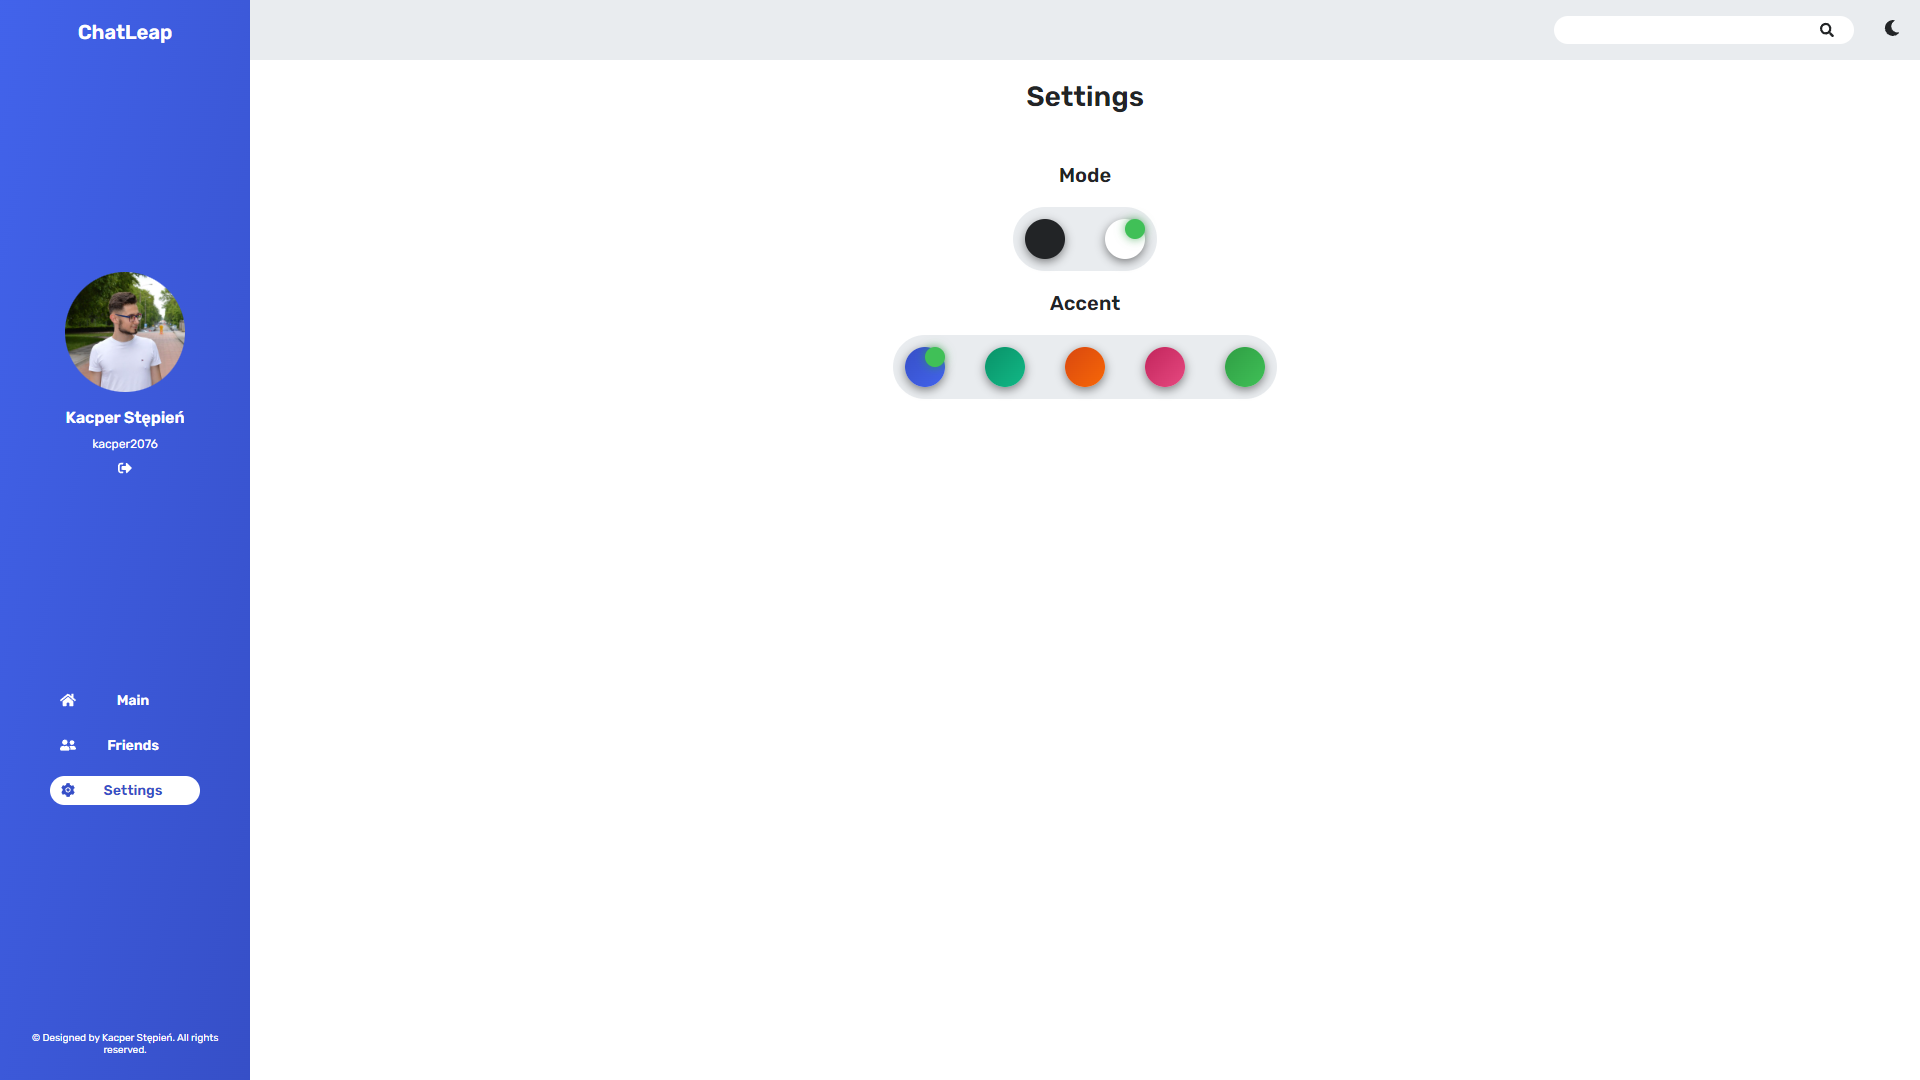 ChatLeap
Settings
Mode
Accent
Kacper Stępień
kacper2076
Main
Friends
Settings
© Designed by Kacper Stępień. All rights
reserved.